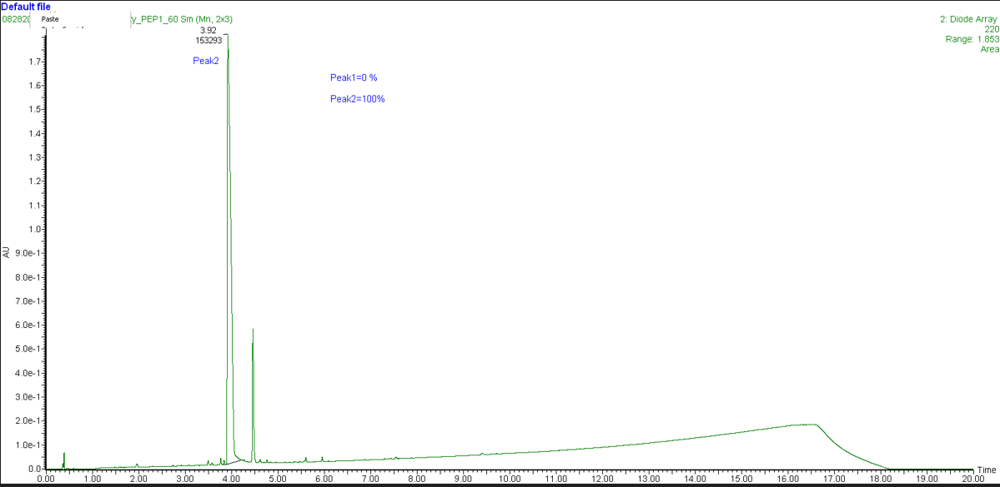 Default file
08282
Paste
y_PEP1_60 Sm (Mn, 2x3)
2: Diode Array
220
Range: 1.853
Area
3.92
153293
Peak2
Peak1=0 %
Peak2=100%
AU
1.7
1.6
1.5
1.4
1.3
1.2
1.1
1.0
9.0e-1
8.0e-1
7.0e-1
6.0e-1
5.0e-1
4.0e-1
3.0e-1
2.0e-1
1.0e-1
0.0
0.00 1.00 2.00 3.00 4.00 5.00 6.00 7.00 8.00 9.00 10.00 11.00 12.00 13.00 14.00 15.00 16.00 17.00 18.00 19.00 20.00
Time